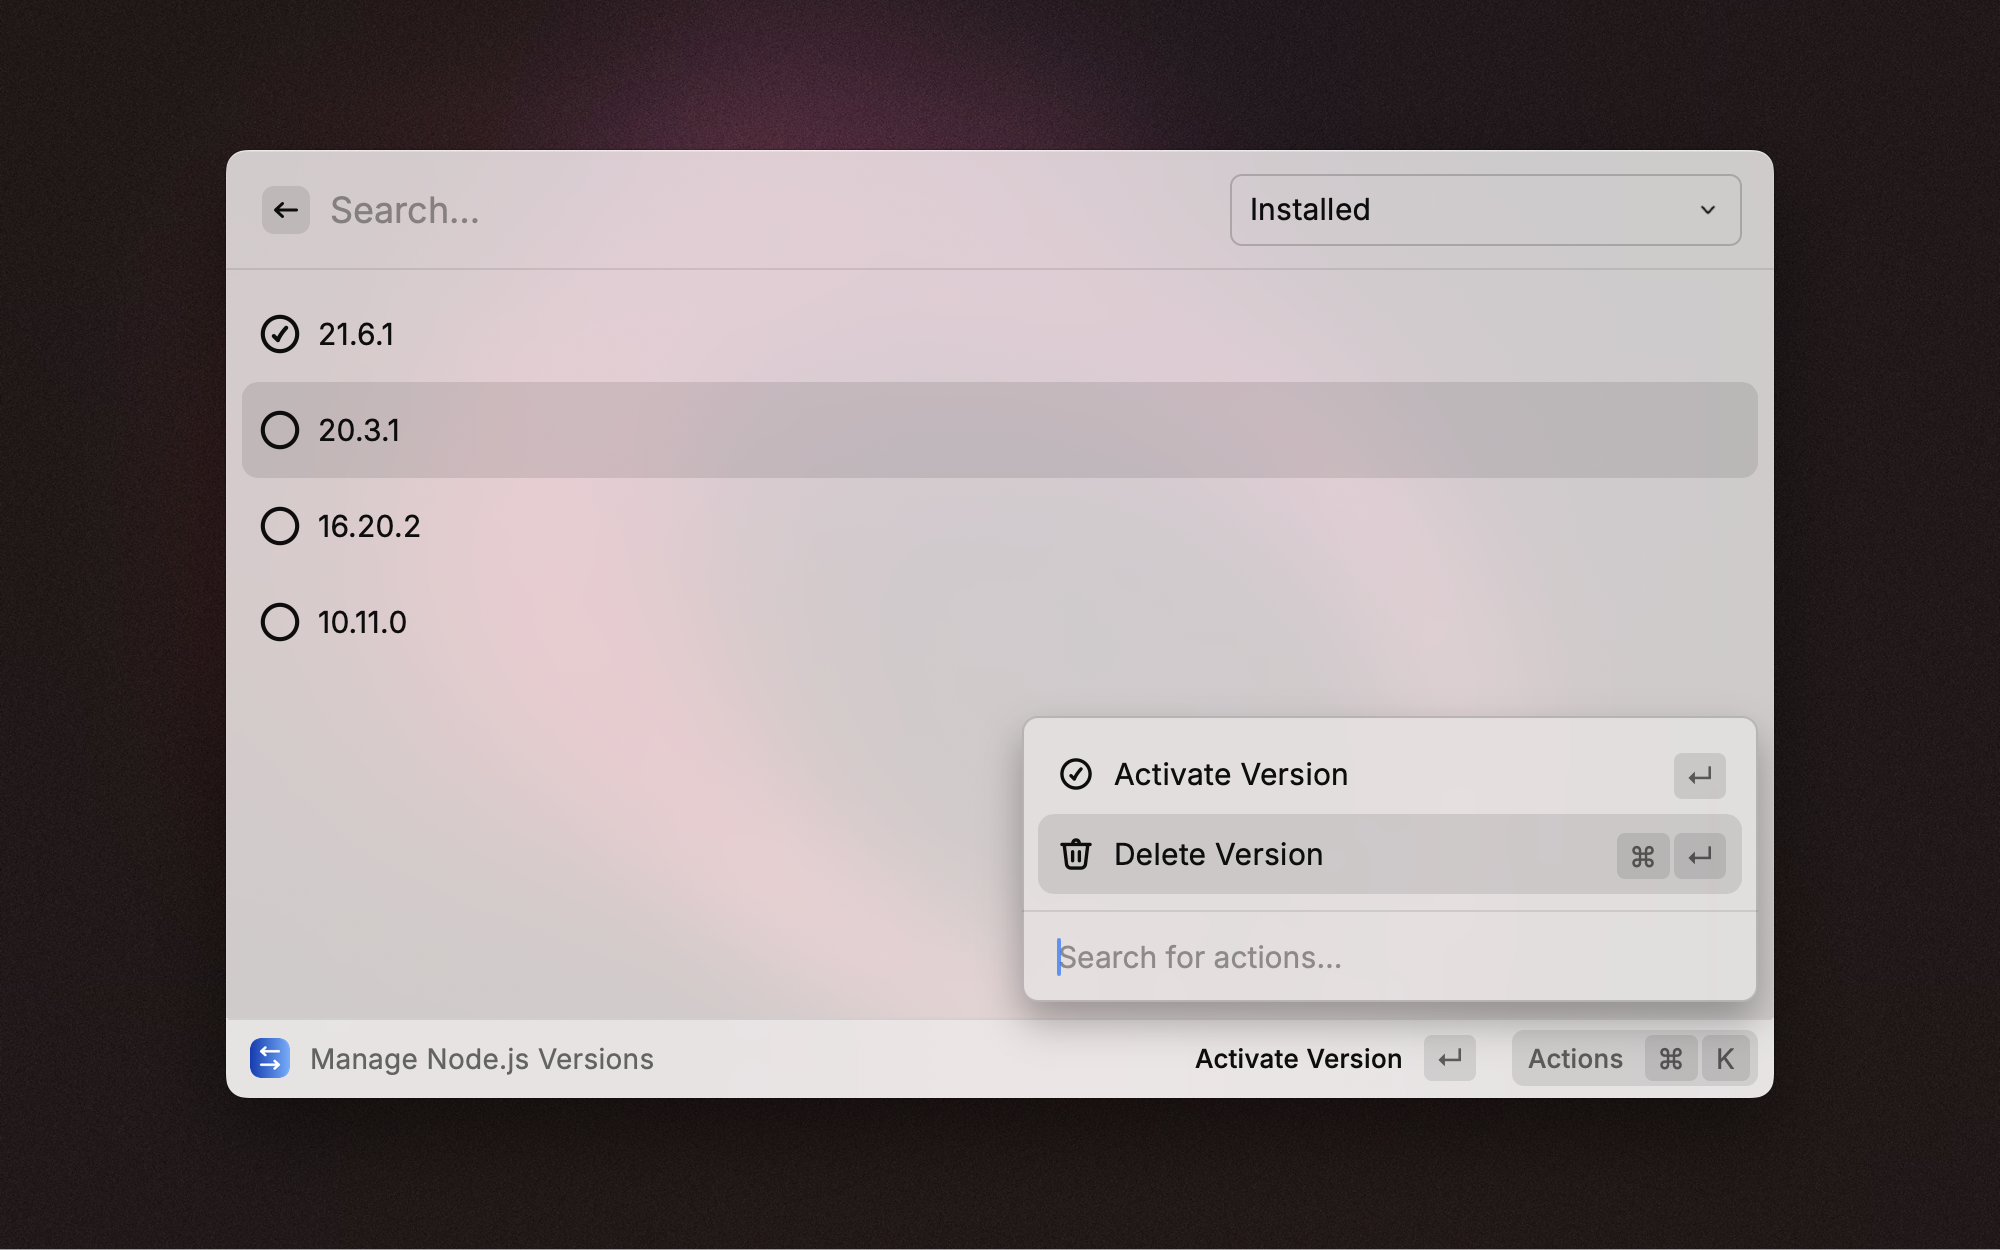 Search...
Installed
21.6.1
20.3.1
16.20.2
10.11.0
Activate Version ↵
Delete Version ⌘ ↵
Search for actions...
Manage Node.js Versions
Activate Version ↵
Actions ⌘ K